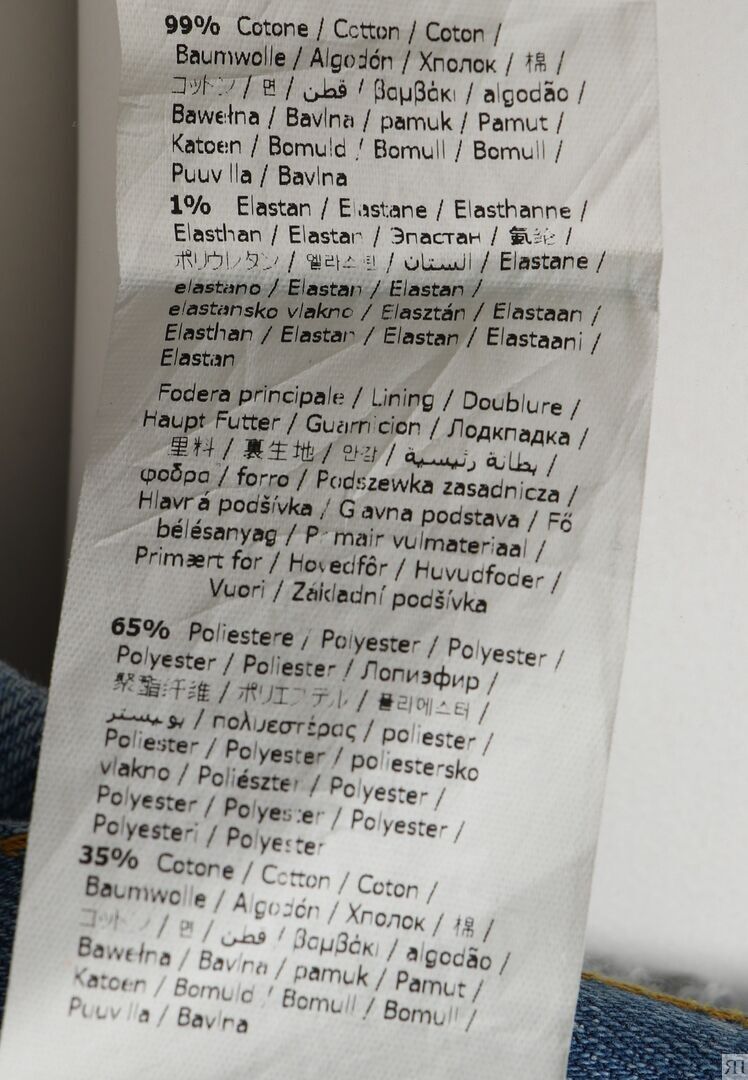 99% Cotone / Cotton / Coton /
Baumwolle / Algodón / Хполок / 棉 /
コットン / 면 / قطن / βαμβάκι / algodão /
Bawełna / Bavlna / pamuk / Pamut /
Katoen / Bomuld / Bomull / Bomull /
Puuvilla / Bavlna
1% Elastan / Elastane / Elasthanne /
Elasthan / Elastan / Эпастан / 氨纶 /
ポリウレタン / 엘라스틴 / الستان / Elastane /
elastano / Elastan / Elastan /
elastansko vlakno / Elasztán / Elastaan /
Elasthan / Elastan / Elastan / Elastaani /
Elastan
Fodera principale / Lining / Doublure /
Haupt Futter / Guarnicion / Лодкпадка /
里料 / 裏生地 / 안감 / بطانة رئيسية /
φοδρα / forro / Podszewka zasadnicza /
Hlavná podšívka / Glavna podstava / Fő
bélésanyag / Primair vulmateriaal /
Primært for / Hovedfôr / Huvudfoder /
Vuori / Základní podšívka
65% Poliestere / Polyester / Polyester /
Polyester / Poliester / Лопиэфир /
聚酯纤维 / ポリエステル / 폴리에스터 /
بوليستر / πολυεστέρας / poliester /
Poliester / Polyester / poliestersko
vlakno / Poliészter / Polyester /
Polyester / Polyester / Polyester /
Polyesteri / Polyester
35% Cotone / Cotton / Coton /
Baumwolle / Algodón / Хполок / 棉 /
コットン / 면 / قطن / βαμβάκι / algodão /
Bawełna / Bavlna / pamuk / Pamut /
Katoen / Bomuld / Bomull / Bomull /
Puuvilla / Bavlna